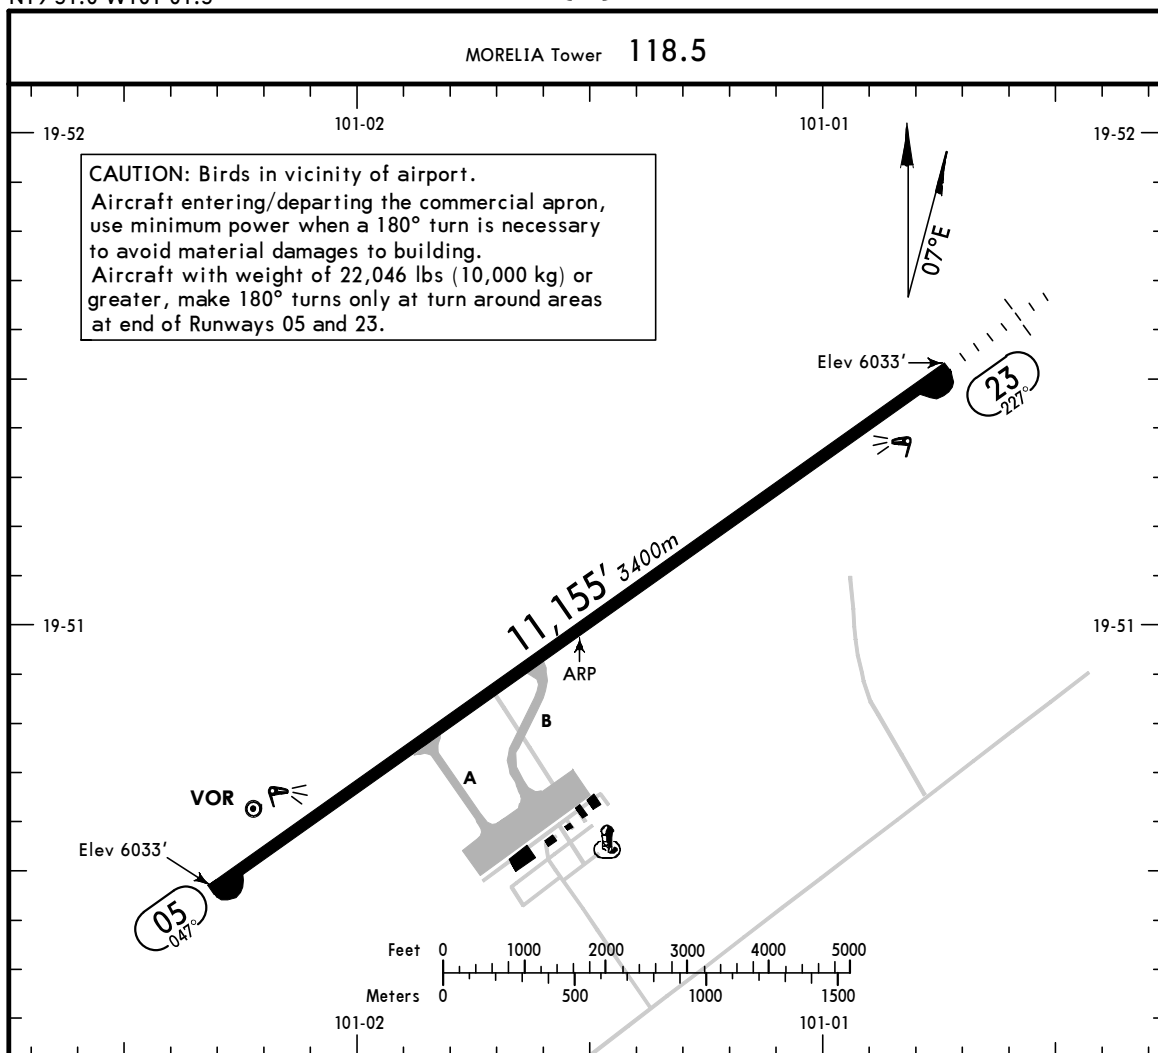 MORELIA Tower 118.5
101-02 101-01
19-52 19-52
CAUTION: Birds in vicinity of airport.
Aircraft entering/departing the commercial apron,
use minimum power when a 180° turn is necessary
to avoid material damages to building.
Aircraft with weight of 22,046 lbs (10,000 kg) or
greater, make 180° turns only at turn around areas
at end of Runways 05 and 23.
07°E
Elev 6033'
23
227°
11,155' 3400m
19-51 19-51
ARP
B
A
VOR
Elev 6033'
05
047°
Feet 0 1000 2000 3000 4000 5000
Meters 0 500 1000 1500
101-02 101-01